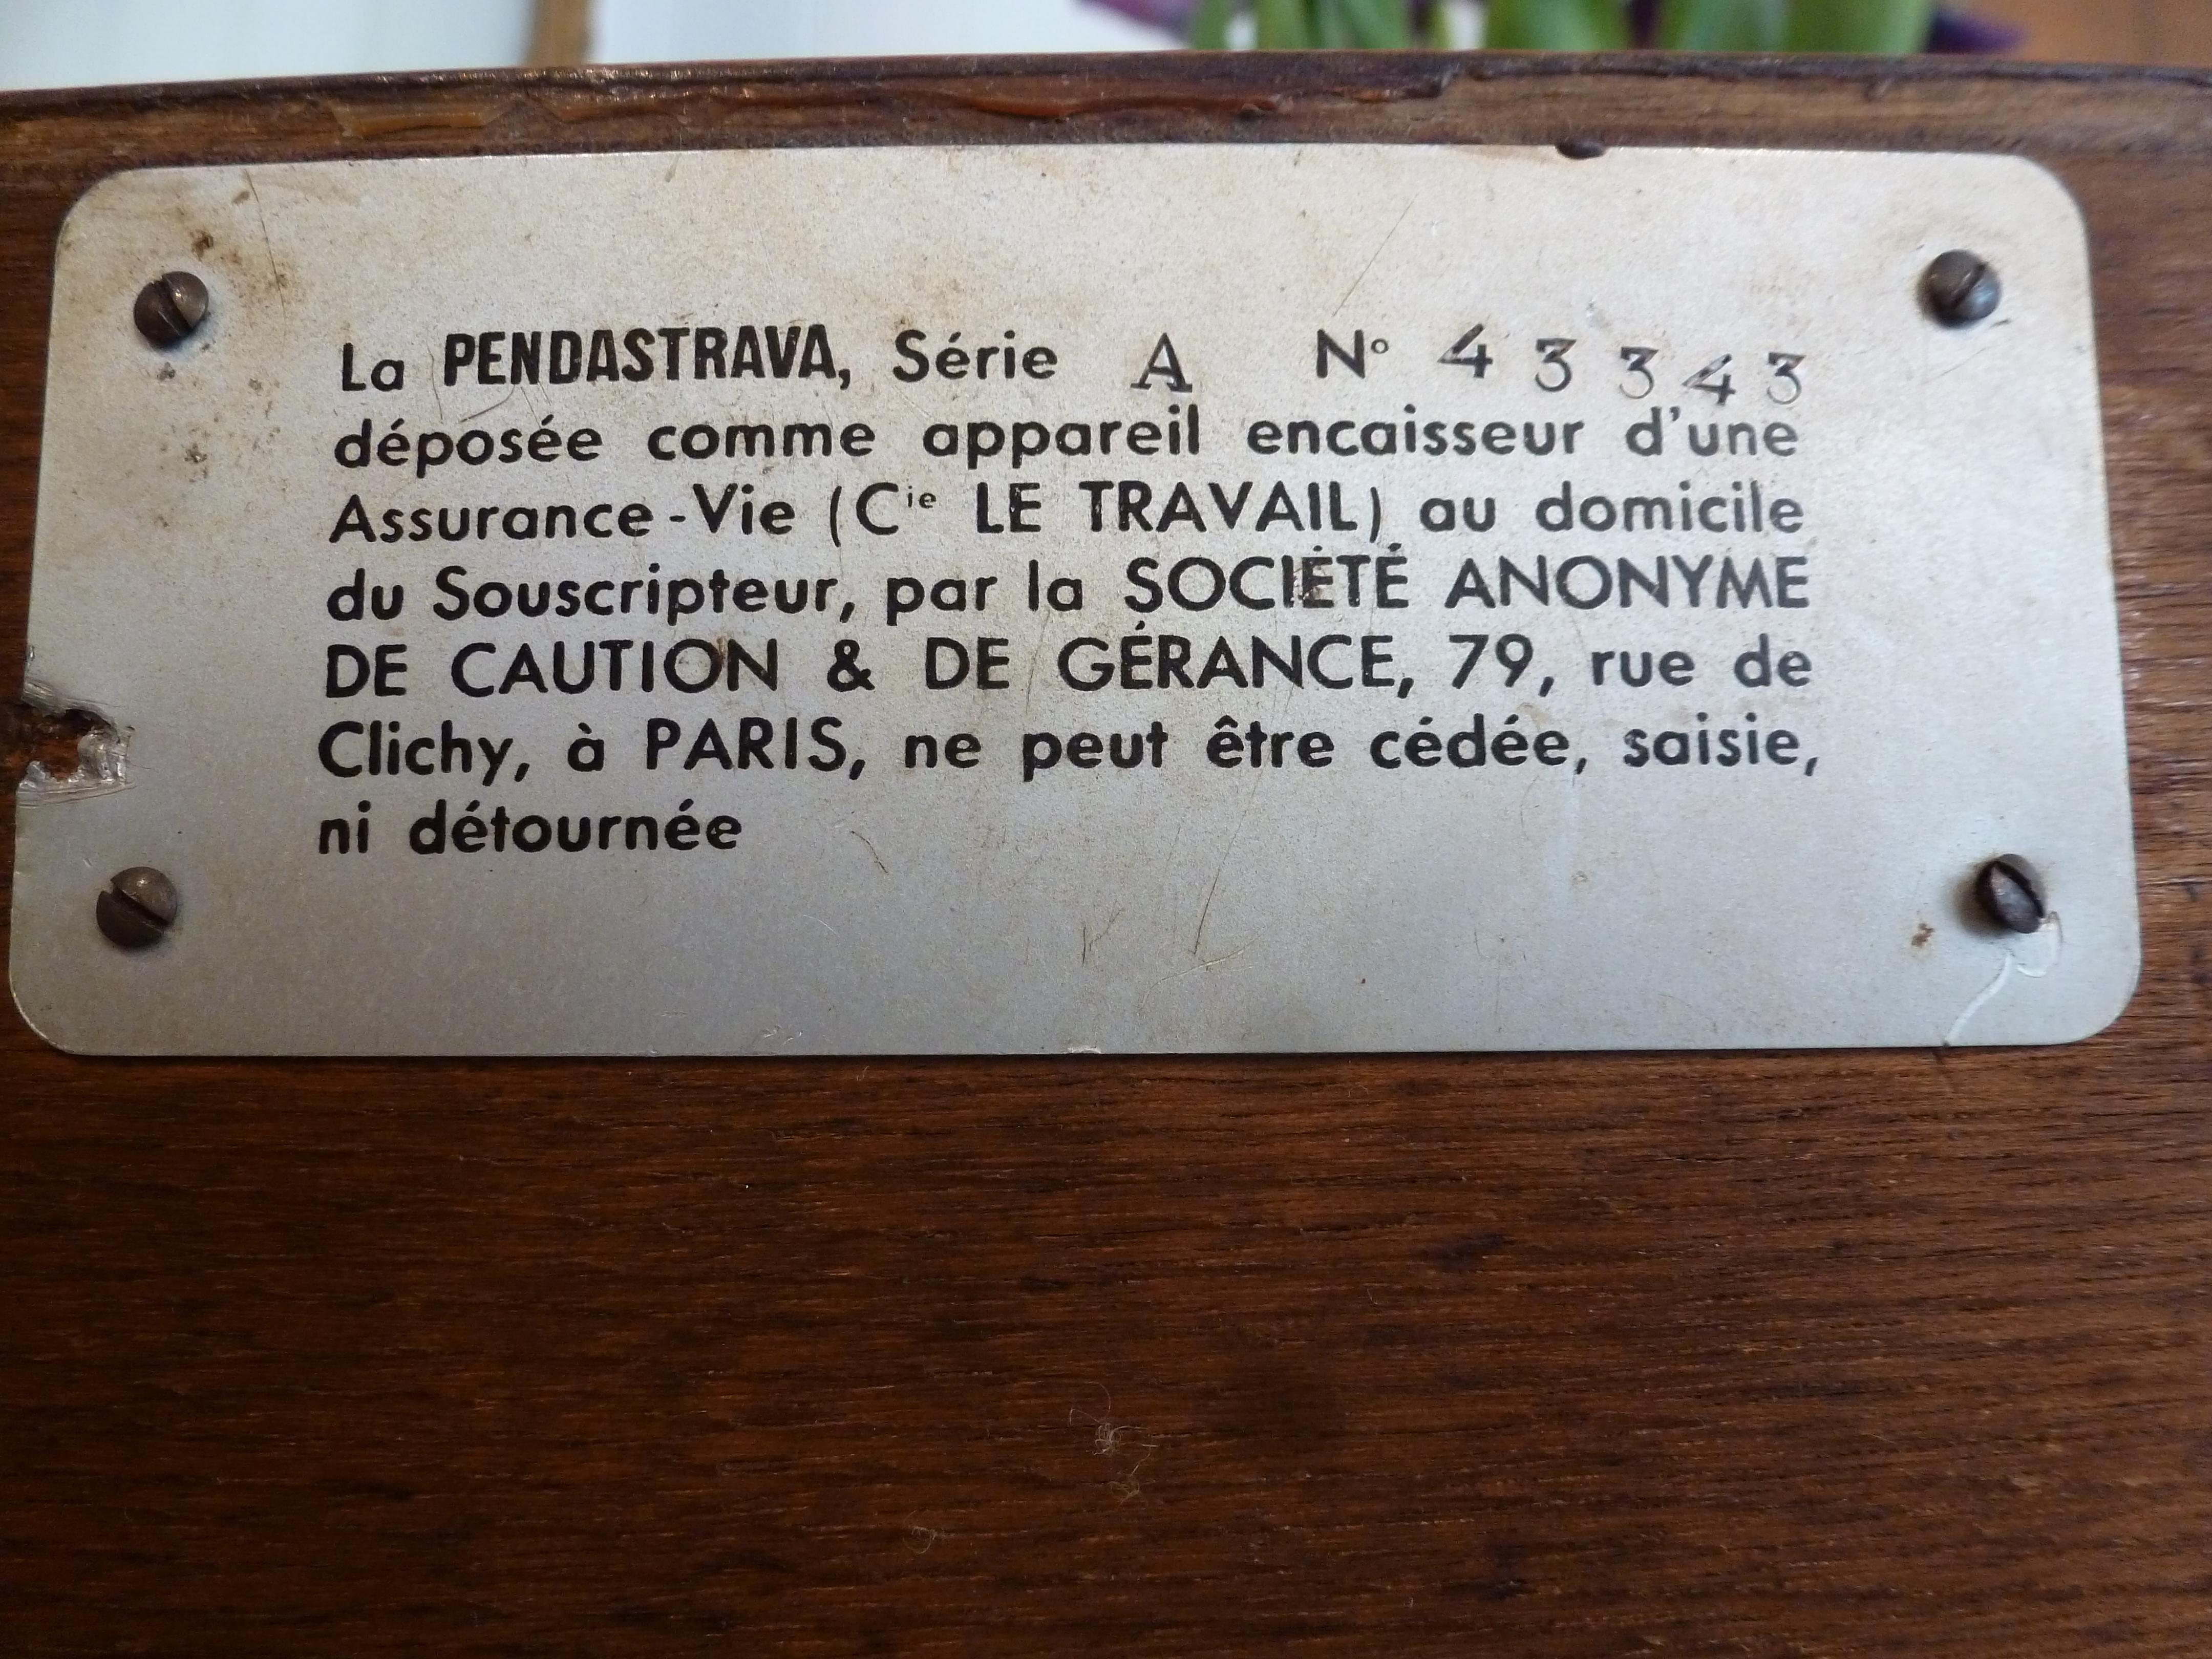 La PENDASTRAVA, Série A N° 43343
déposée comme appareil encaisseur d'une
Assurance-Vie (Cie LE TRAVAIL) au domicile
du Souscripteur, par la SOCIÉTÉ ANONYME
DE CAUTION & DE GÉRANCE, 79, rue de
Clichy, à PARIS, ne peut être cédée, saisie,
ni détournée